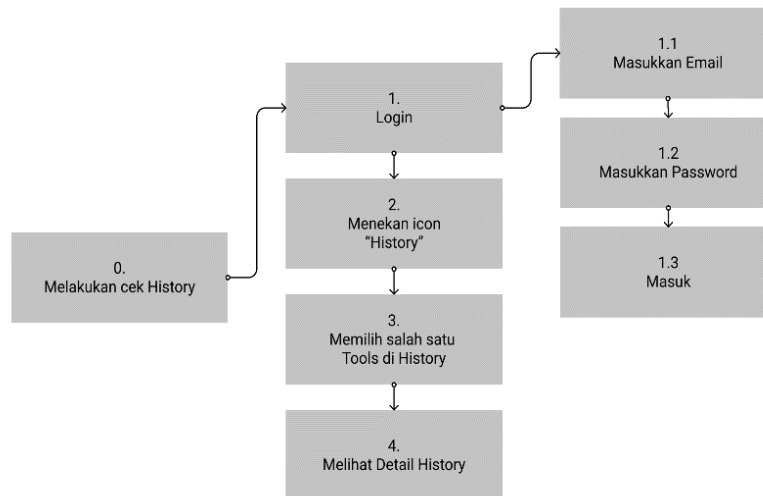 0.
Melakukan cek History
1.
Login
2.
Menekan icon
“History”
3.
Memilih salah satu
Tools di History
4.
Melihat Detail History
1.1
Masukkan Email
1.2
Masukkan Password
1.3
Masuk